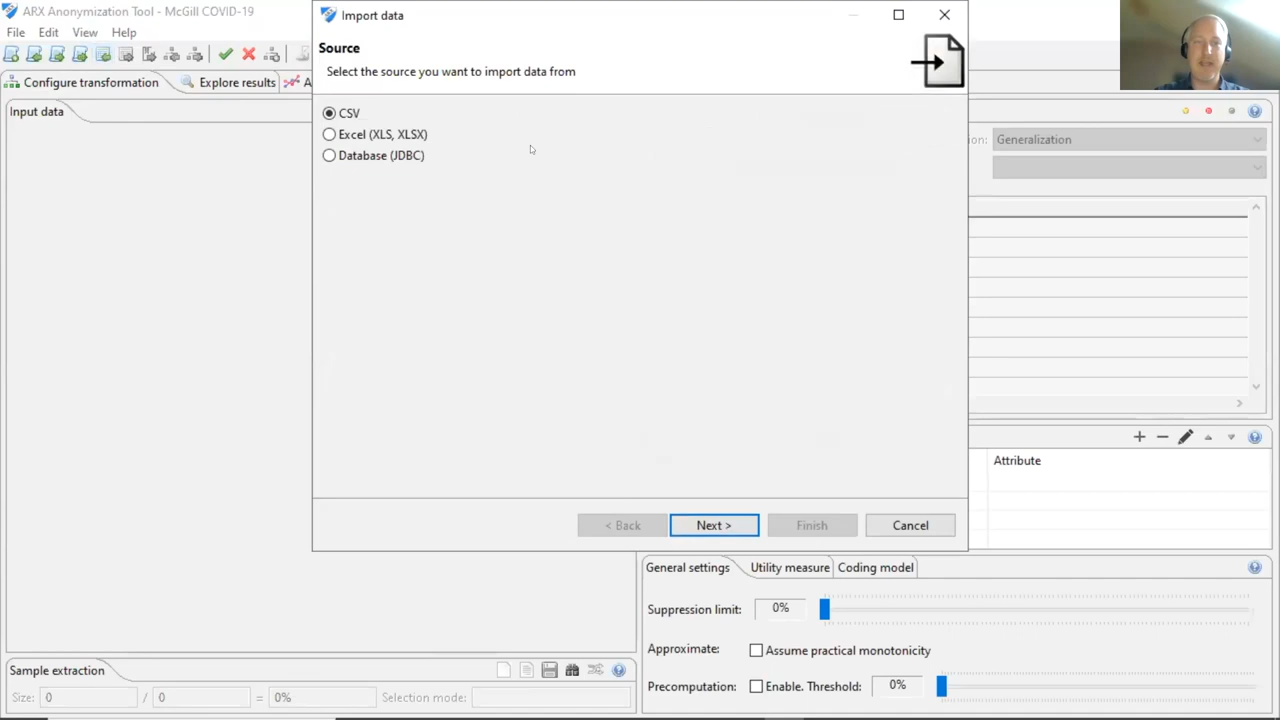 ARX Anonymization Tool - McGill COVID-19
File Edit View Help
Configure transformation
Explore results
A
Input data
Import data
Source
Select the source you want to import data from
CSV
Excel (XLS, XLSX)
Database (JDBC)
< Back
Next >
Finish
Cancel
ion:
Generalization
Attribute
General settings
Utility measure
Coding model
Suppression limit:
0%
Approximate:
Assume practical monotonicity
Precomputation:
Enable. Threshold:
0%
Sample extraction
Size: 0 / 0 = 0% Selection mode: